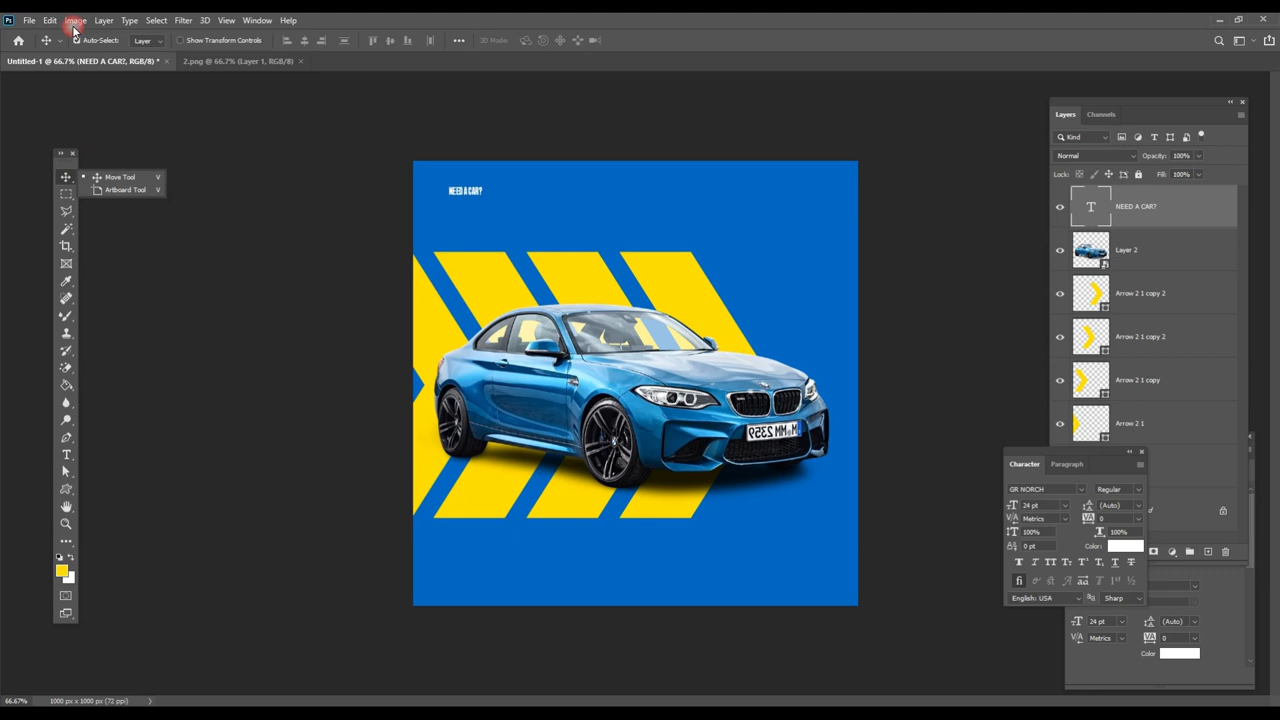 Ps File Edit Image Layer Type Select Filter 3D View Window Help
Auto-Select: Layer Show Transform Controls 3D Mode:
Untitled-1 @ 66.7% (NEED A CAR?, RGB/8) * × 2.png @ 66.7% (Layer 1, RGB/8) ×
Layers Channels
Kind
Normal Opacity: 100%
Lock: Fill: 100%
Move Tool V
Artboard Tool V
NEED A CAR?
NEED A CAR?
Layer 2
Arrow 2 1 copy 2
Arrow 2 1 copy 2
Arrow 2 1 copy
Arrow 2 1
Character Paragraph
GR NORCH Regular
24 pt (Auto)
Metrics 0
100% 100%
0 pt Color:
English: USA Sharp
24 pt (Auto)
Metrics 0
Color
66.67% 1000 px x 1000 px (72 ppi)